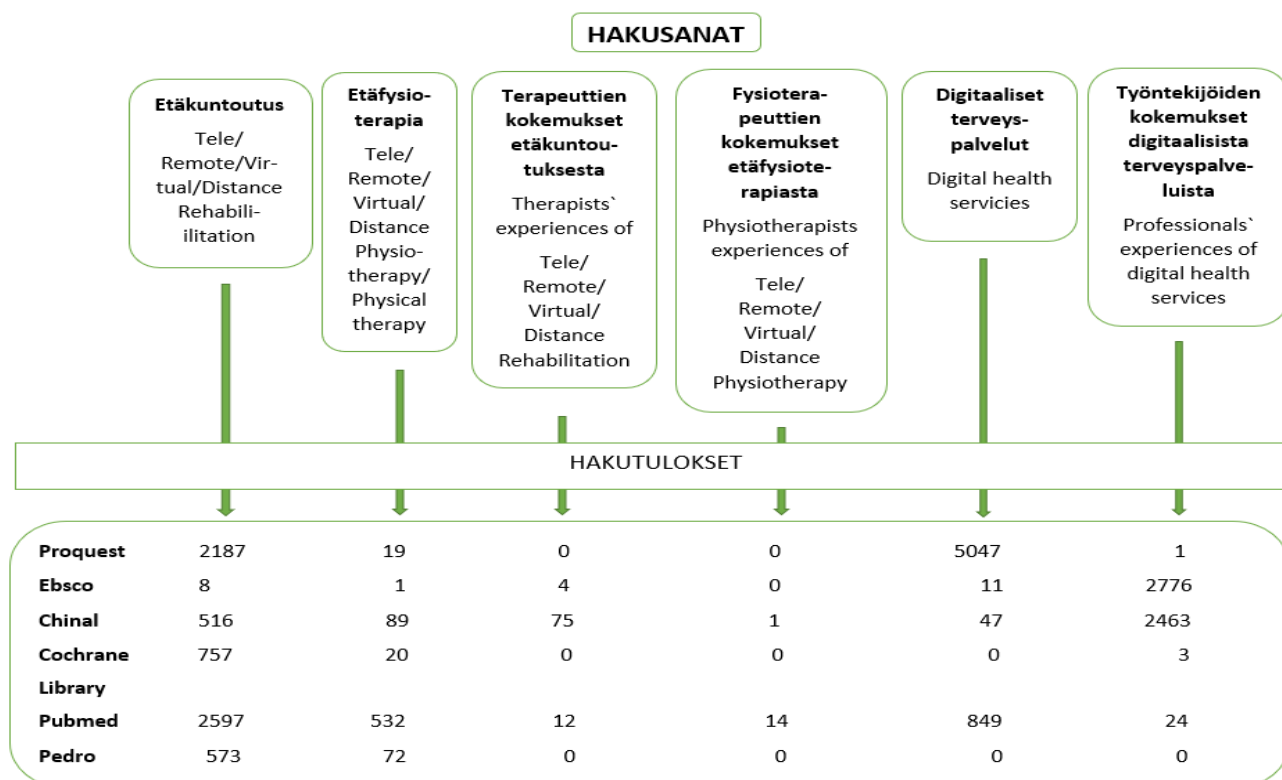 HAKUSANAT
Etäkuntoutus
Tele/
Remote/Vir-
tual/Distance
Rehabili-
ilitation
Etäfysio-
terapia
Tele/
Remote/
Virtual/
Distance
Physio-
therapy/
Physical
therapy
Terapeuttien
kokemukset
etäkuntou-
tuksesta
Therapists`
experiences of
Tele/
Remote/
Virtual/
Distance
Rehabilitation
Fysiotera-
peuttien
kokemukset
etäfysiote-
rapiasta
Physiotherapists
experiences of
Tele/
Remote/
Virtual/
Distance
Physiotherapy
Digitaaliset
terveys-
palvelut
Digital health
servicies
Työntekijöiden
kokemukset
digitaalisista
terveyspalve-
luista
Professionals`
experiences of
digital health
services
HAKUTULOKSET
Proquest 2187 19 0 0 5047 1
Ebsco 8 1 4 0 11 2776
Chinal 516 89 75 1 47 2463
Cochrane 757 20 0 0 0 3
Library
Pubmed 2597 532 12 14 849 24
Pedro 573 72 0 0 0 0